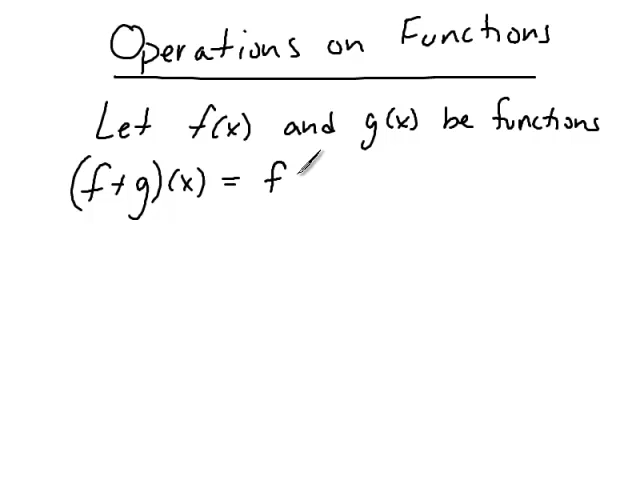 Operations on Functions
Let f(x) and g(x) be functions
(f+g)(x) = f